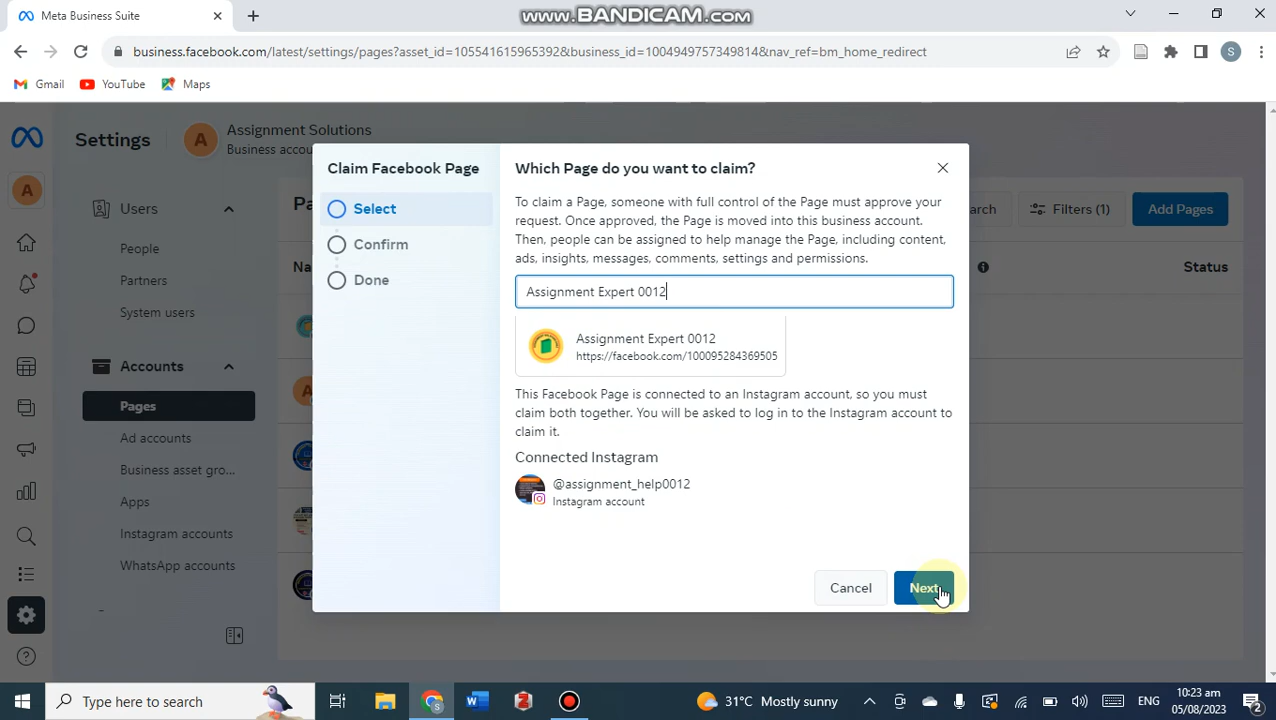 Meta Business Suite
www.BANDICAM.com
business.facebook.com/latest/settings/pages?asset_id=105541615965392&business_id=1004949757349814&nav_ref=bm_home_redirect
S
Gmail
YouTube
Maps
Settings
A
Assignment Solutions
Business accou
A
Users
People
Partners
System users
Accounts
Pages
Ad accounts
Business asset gro...
Apps
Instagram accounts
WhatsApp accounts
Pa
arch
Filters (1)
Add Pages
Na
Status
Claim Facebook Page
Select
Confirm
Done
Which Page do you want to claim?
To claim a Page, someone with full control of the Page must approve your
request. Once approved, the Page is moved into this business account.
Then, people can be assigned to help manage the Page, including content,
ads, insights, messages, comments, settings and permissions.
Assignment Expert 0012
Assignment Expert 0012
https://facebook.com/100095284369505
This Facebook Page is connected to an Instagram account, so you must
claim both together. You will be asked to log in to the Instagram account to
claim it.
Connected Instagram
@assignment_help0012
Instagram account
Cancel
Next
Type here to search
31°C Mostly sunny
ENG
10:23 am
05/08/2023
2